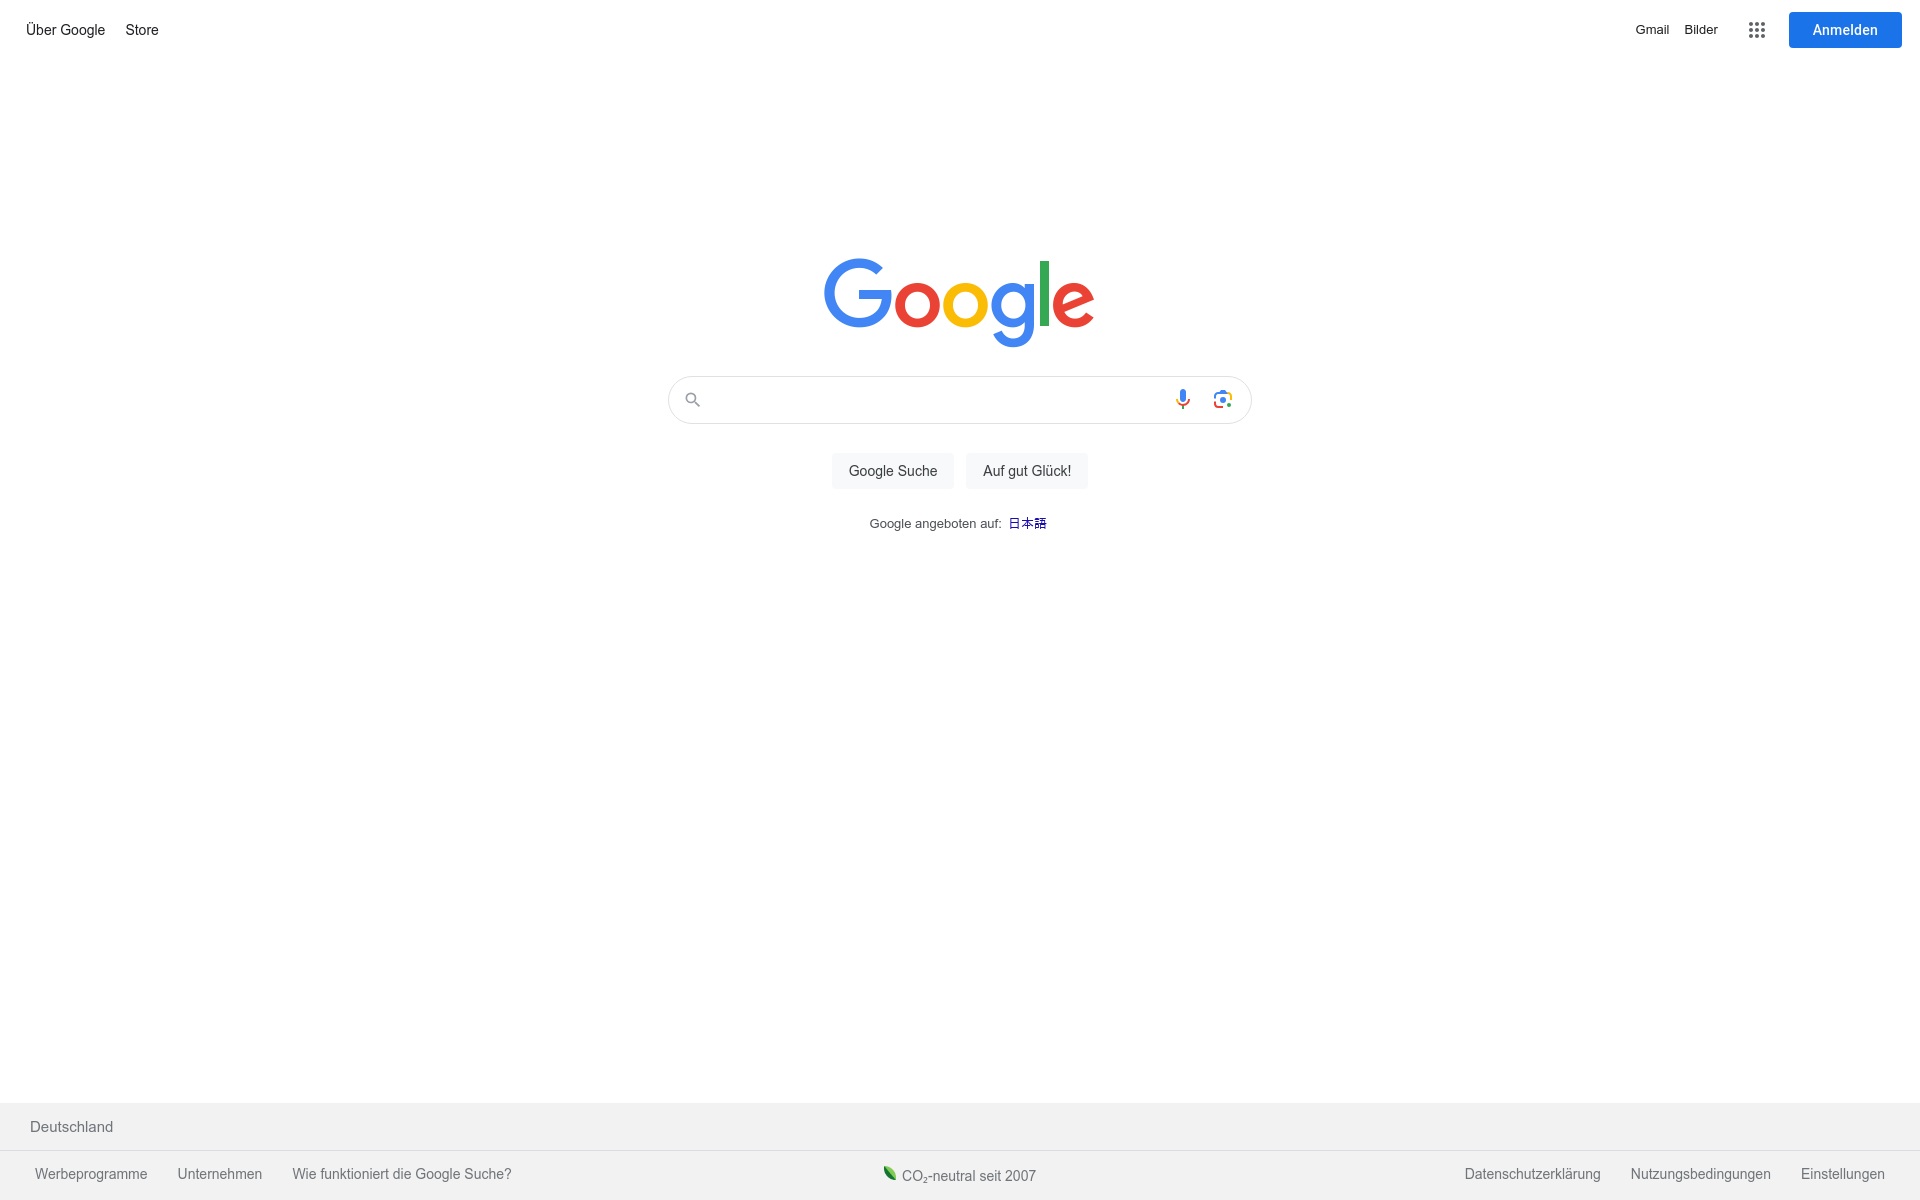 Über Google Store
Gmail Bilder Anmelden
Google
Google Suche Auf gut Glück!
Google angeboten auf: 日本語
Deutschland
Werbeprogramme Unternehmen Wie funktioniert die Google Suche?
CO₂-neutral seit 2007
Datenschutzerklärung Nutzungsbedingungen Einstellungen